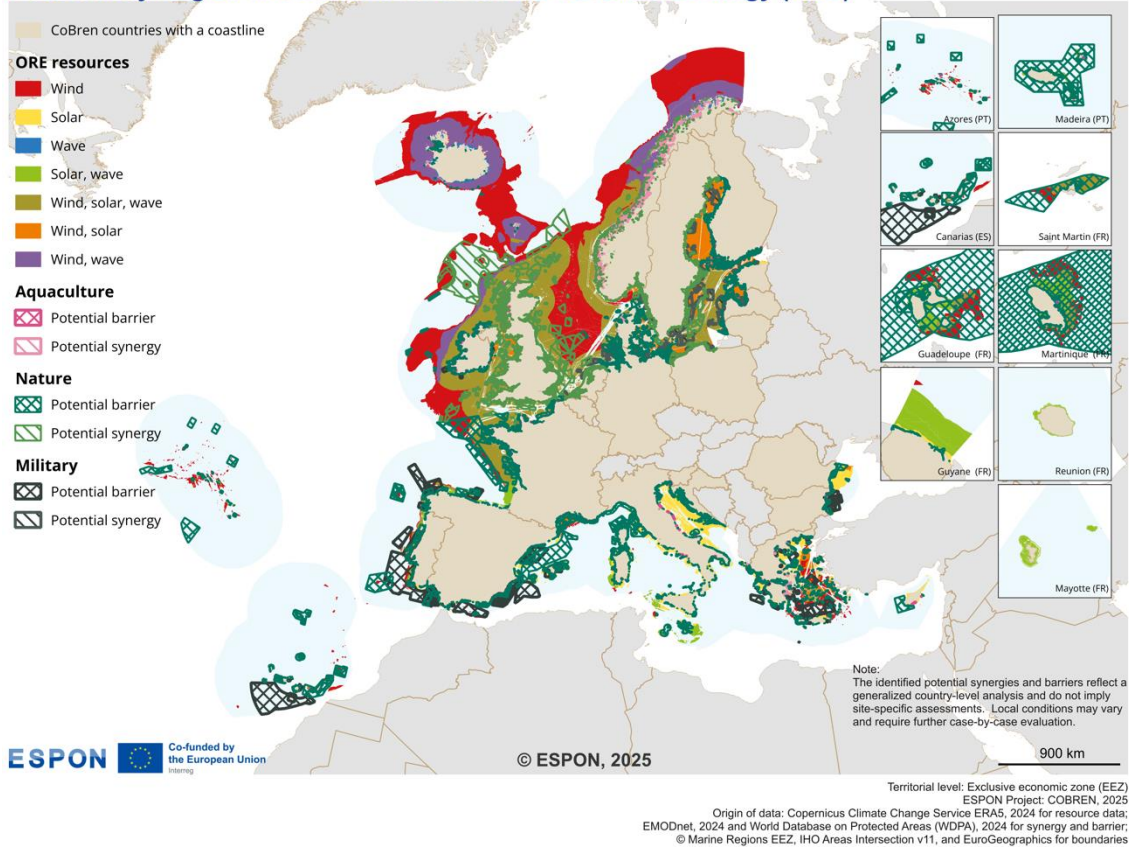 CoBren countries with a coastline
ORE resources
Wind
Solar
Wave
Solar, wave
Wind, solar, wave
Wind, solar
Wind, wave
Aquaculture
Potential barrier
Potential synergy
Nature
Potential barrier
Potential synergy
Military
Potential barrier
Potential synergy
Azores (PT)
Madeira (PT)
Canarias (ES)
Saint Martin (FR)
Guadeloupe (FR)
Martinique (FR)
Guyane (FR)
Reunion (FR)
Mayotte (FR)
Note:
The identified potential synergies and barriers reflect a
generalized country-level analysis and do not imply
site-specific assessments. Local conditions may vary
and require further case-by-case evaluation.
900 km
ESPON
Co-funded by
the European Union
Interreg
© ESPON, 2025
Territorial level: Exclusive economic zone (EEZ)
ESPON Project: COBREN, 2025
Origin of data: Copernicus Climate Change Service ERA5, 2024 for resource data;
EMODnet, 2024 and World Database on Protected Areas (WDPA), 2024 for synergy and barrier;
© Marine Regions EEZ, IHO Areas Intersection v11, and EuroGeographics for boundaries